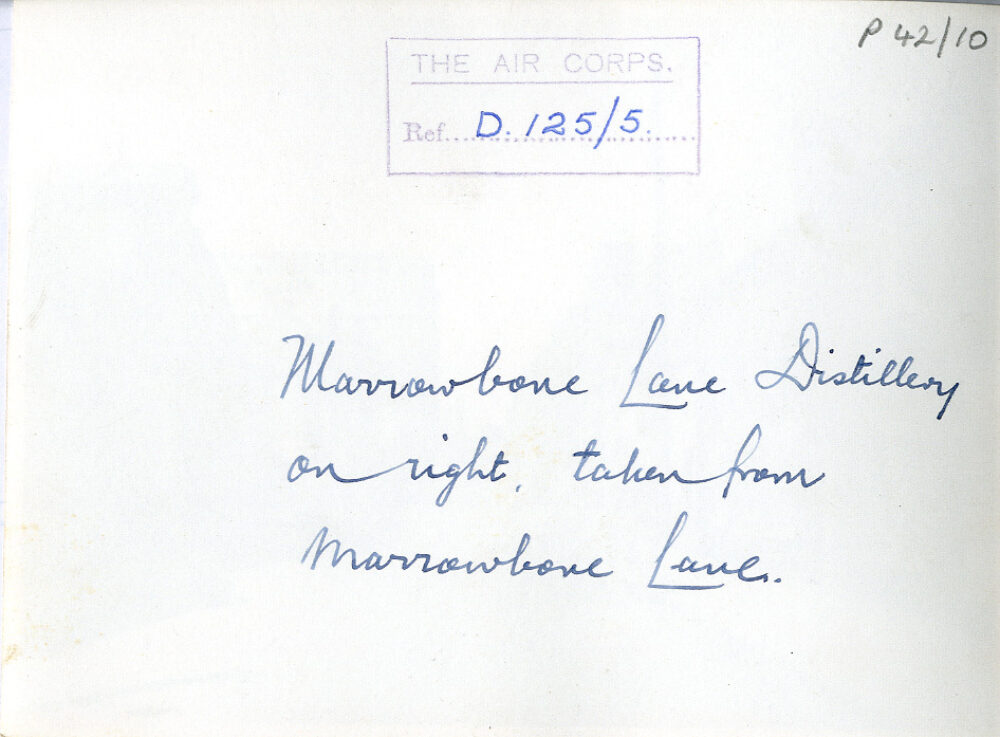 P 42/10
THE AIR CORPS.
Ref.... D. 125/5.......
Marrowbone Lane Distillery
on right, taken from
Marrowbone Lane.